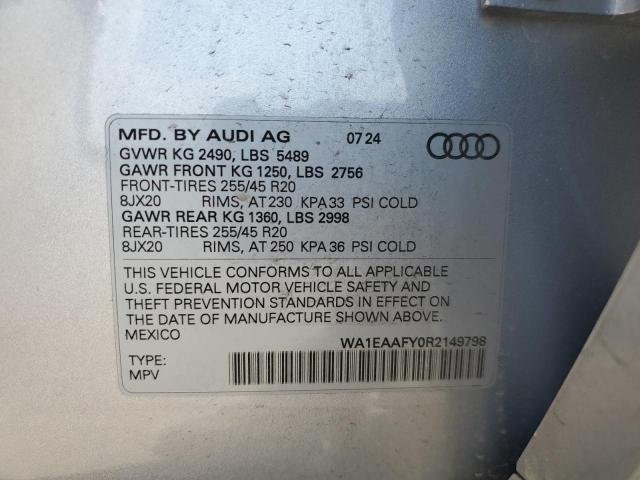 MFD. BY AUDI AG 07 24
GVWR KG 2490, LBS 5489
GAWR FRONT KG 1250, LBS 2756
FRONT-TIRES 255/45 R20
8JX20 RIMS, AT 230 KPA 33 PSI COLD
GAWR REAR KG 1360, LBS 2998
REAR-TIRES 255/45 R20
8JX20 RIMS, AT 250 KPA 36 PSI COLD
THIS VEHICLE CONFORMS TO ALL APPLICABLE
U.S. FEDERAL MOTOR VEHICLE SAFETY AND
THEFT PREVENTION STANDARDS IN EFFECT ON
THE DATE OF MANUFACTURE SHOWN ABOVE.
MEXICO WA1EAAFY0R2149798
TYPE:
MPV